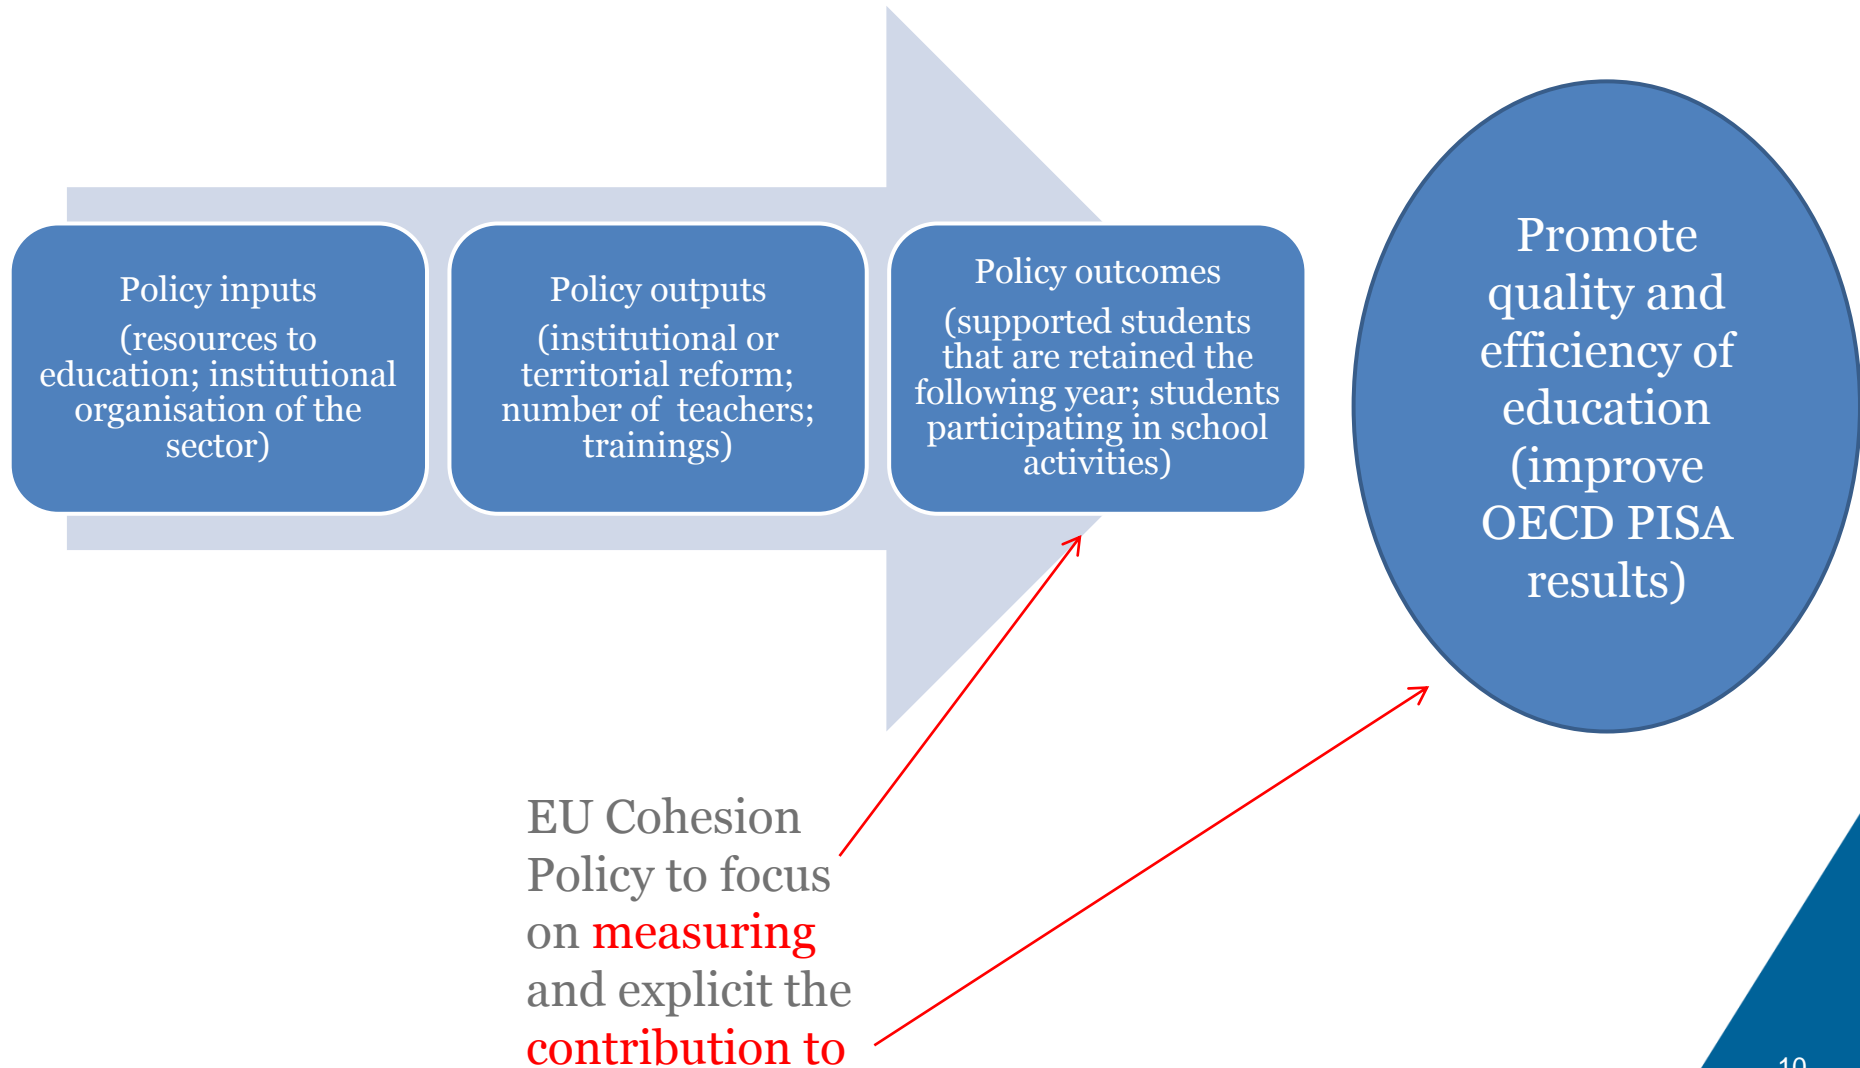 Policy inputs
(resources to
education; institutional
organisation of the
sector)
Policy outputs
(institutional or
territorial reform;
number of  teachers;
trainings)
Policy outcomes
(supported students
that are retained the
following year; students
participating in school
activities)
Promote
quality and
efficiency of
education
(improve
OECD PISA
results)
EU Cohesion
Policy to focus
on measuring
and explicit the
contribution to
10